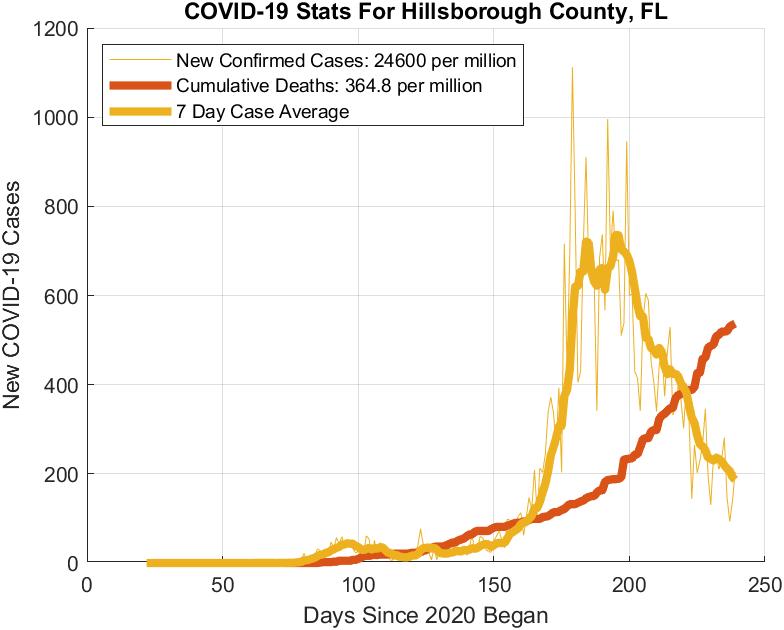 COVID-19 Stats For Hillsborough County, FL
New Confirmed Cases: 24600 per million
Cumulative Deaths: 364.8 per million
7 Day Case Average
New COVID-19 Cases
1200
1000
800
600
400
200
0
0 50 100 150 200 250
Days Since 2020 Began